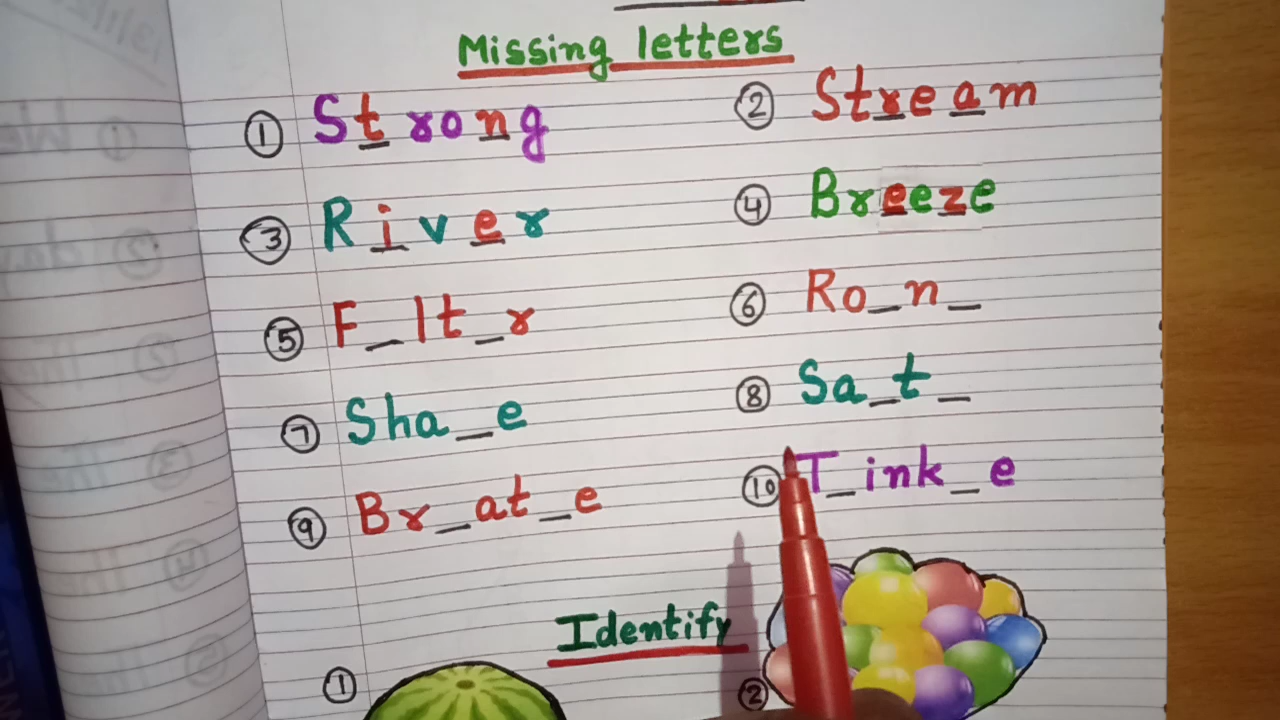 Missing letters
① Strong ② Stream
③ River ④ Breeze
⑤ F_lt_r ⑥ Ro_n_
⑦ Sha_e ⑧ Sa_t_
⑨ Br_at_e ⑩ T_ink_e
Identify
① ②